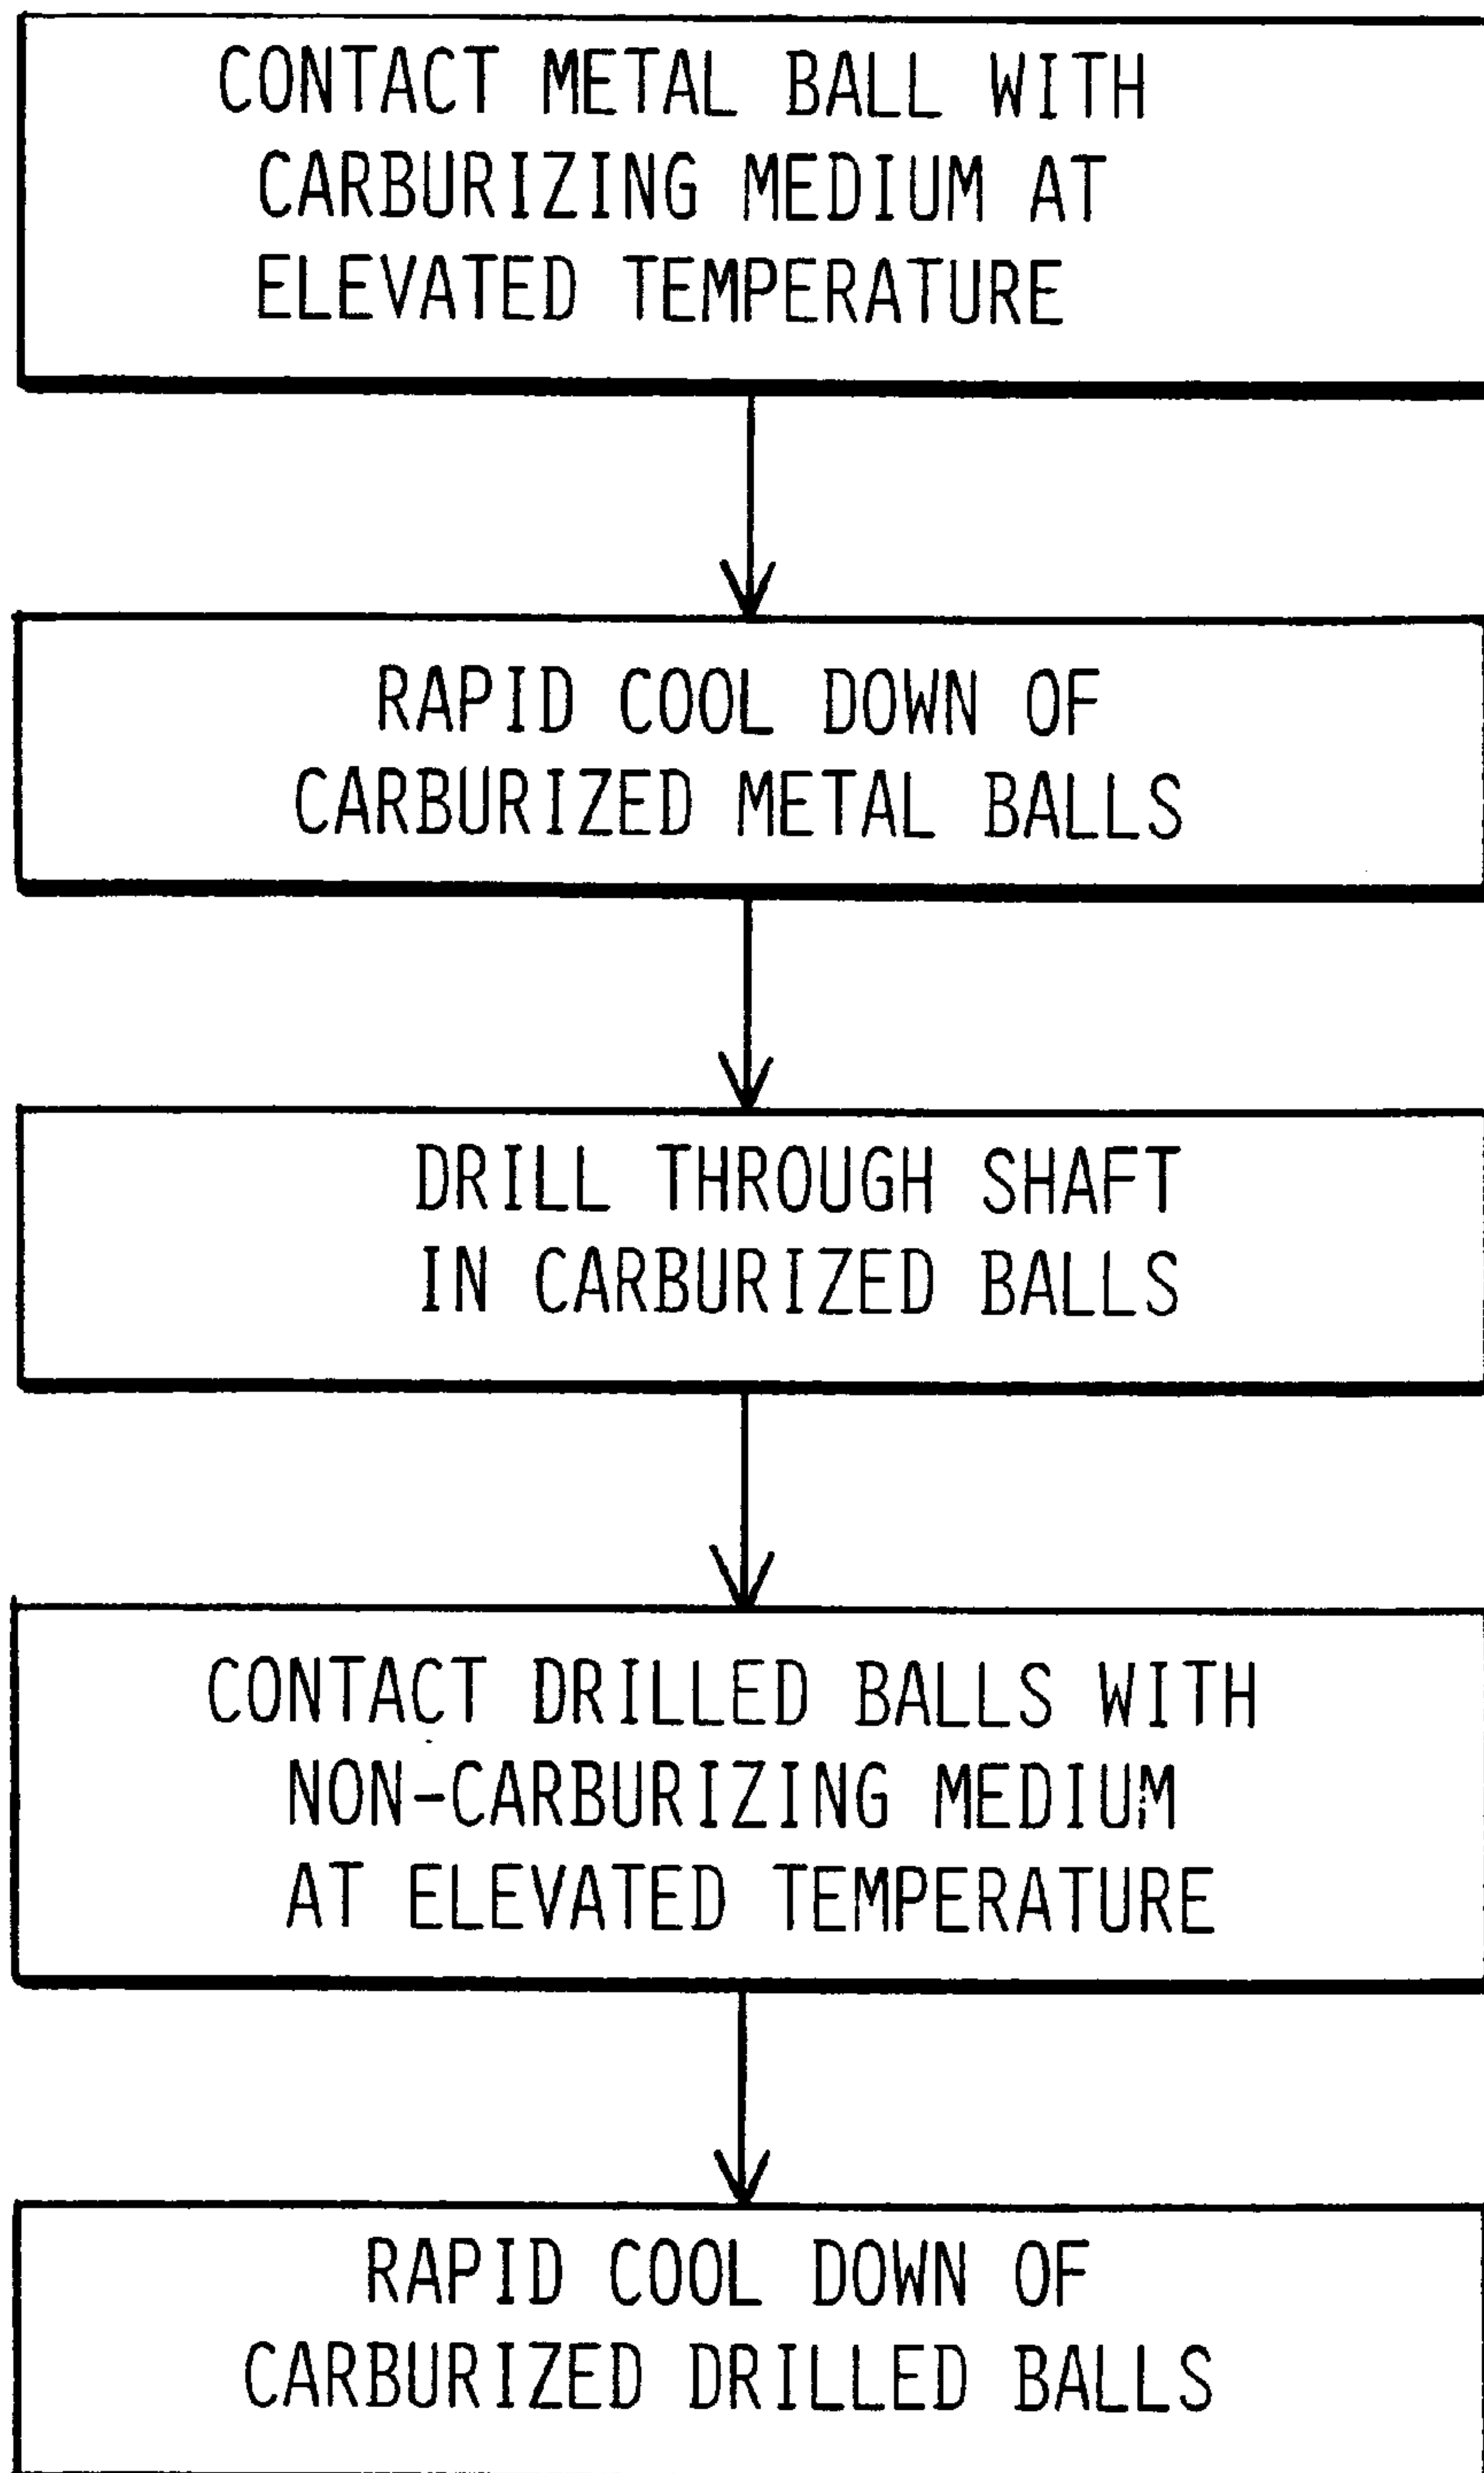 CONTACT METAL BALL WITH
CARBURIZING MEDIUM AT
ELEVATED TEMPERATURE
RAPID COOL DOWN OF
CARBURIZED METAL BALLS
DRILL THROUGH SHAFT
IN CARBURIZED BALLS
CONTACT DRILLED BALLS WITH
NON-CARBURIZING MEDIUM
AT ELEVATED TEMPERATURE
RAPID COOL DOWN OF
CARBURIZED DRILLED BALLS